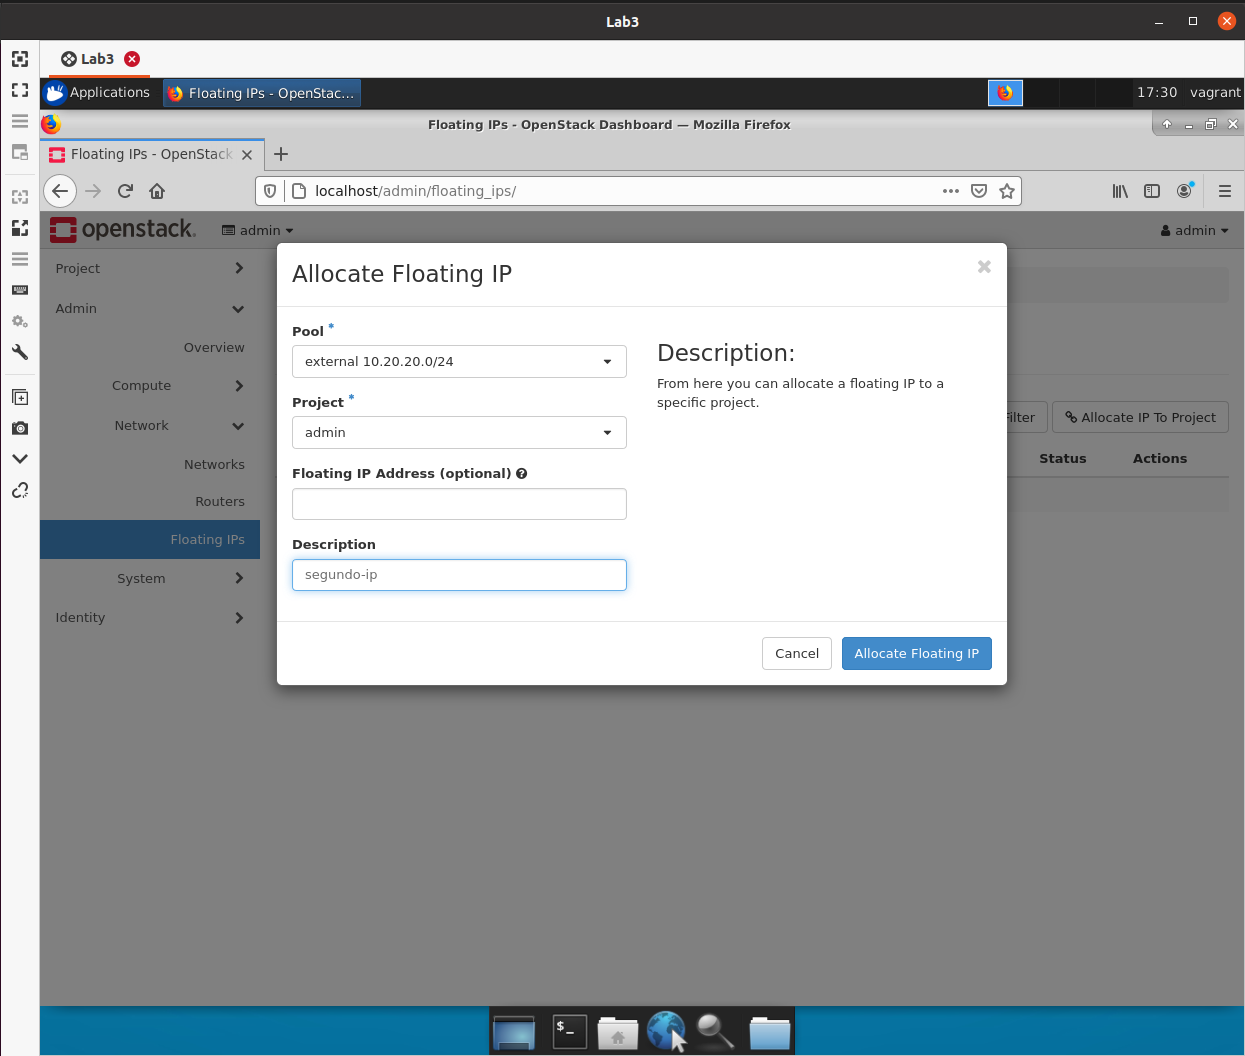 Lab3
Lab3
Applications
Floating IPs - OpenStac...
17:30
vagrant
Floating IPs - OpenStack Dashboard — Mozilla Firefox
Floating IPs - OpenStack
localhost/admin/floating_ips/
openstack.
admin
admin
Project
Admin
Overview
Compute
Network
Networks
Routers
Floating IPs
System
Identity
Allocate Floating IP
Pool *
external 10.20.20.0/24
Project *
admin
Floating IP Address (optional)
Description
segundo-ip
Description:
From here you can allocate a floating IP to a
specific project.
Cancel
Allocate Floating IP
Allocate IP To Project
Status
Actions
$_